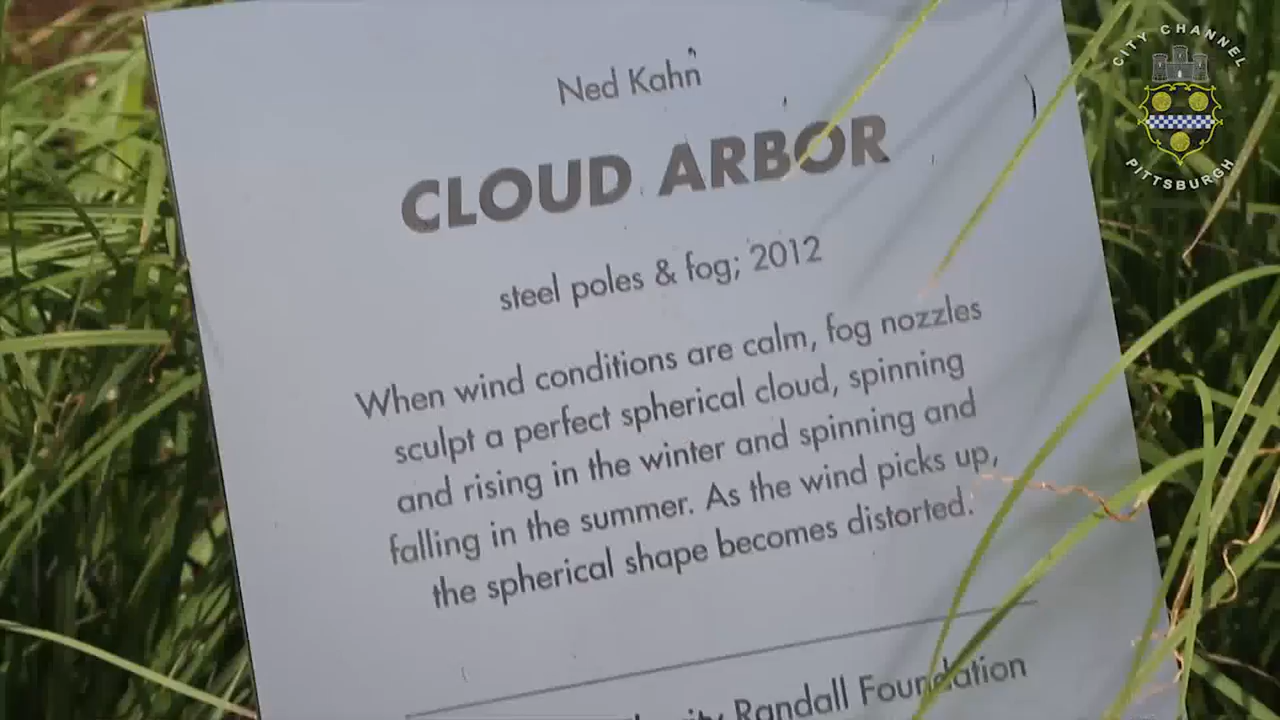 CITY CHANNEL
PITTSBURGH
Ned Kahn
CLOUD ARBOR
steel poles & fog; 2012
When wind conditions are calm, fog nozzles
sculpt a perfect spherical cloud, spinning
and rising in the winter and spinning and
falling in the summer. As the wind picks up,
the spherical shape becomes distorted.
Randall Foundation